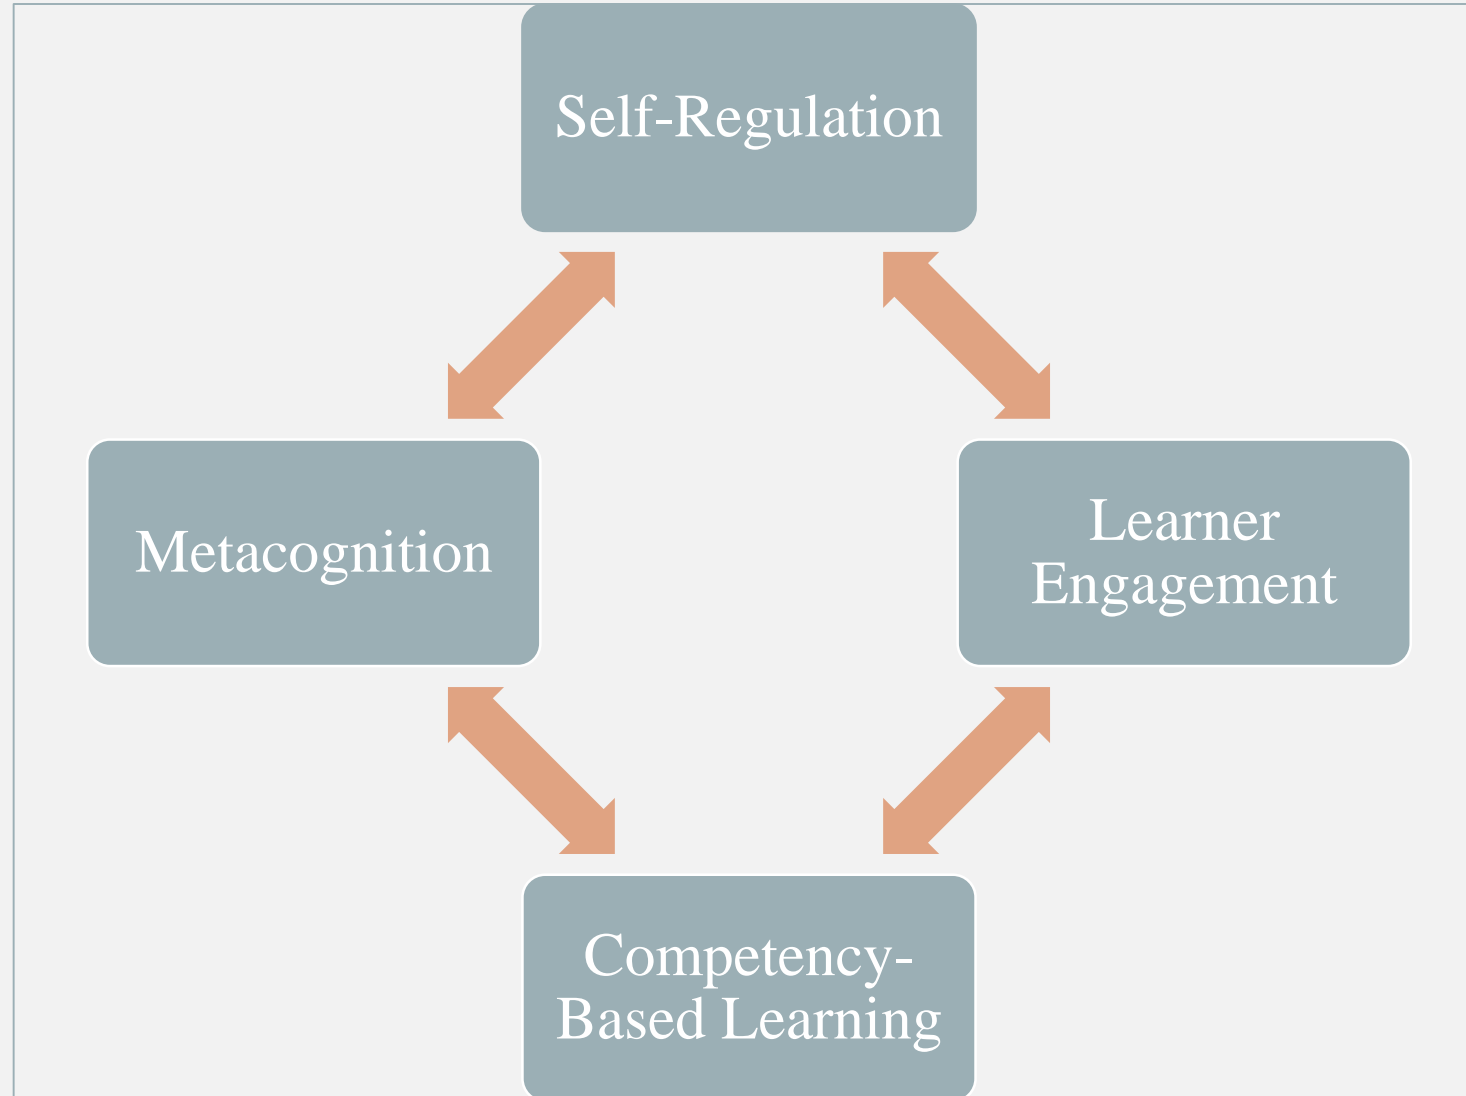 Self-Regulation
Metacognition
Learner
Engagement
Competency-
Based Learning